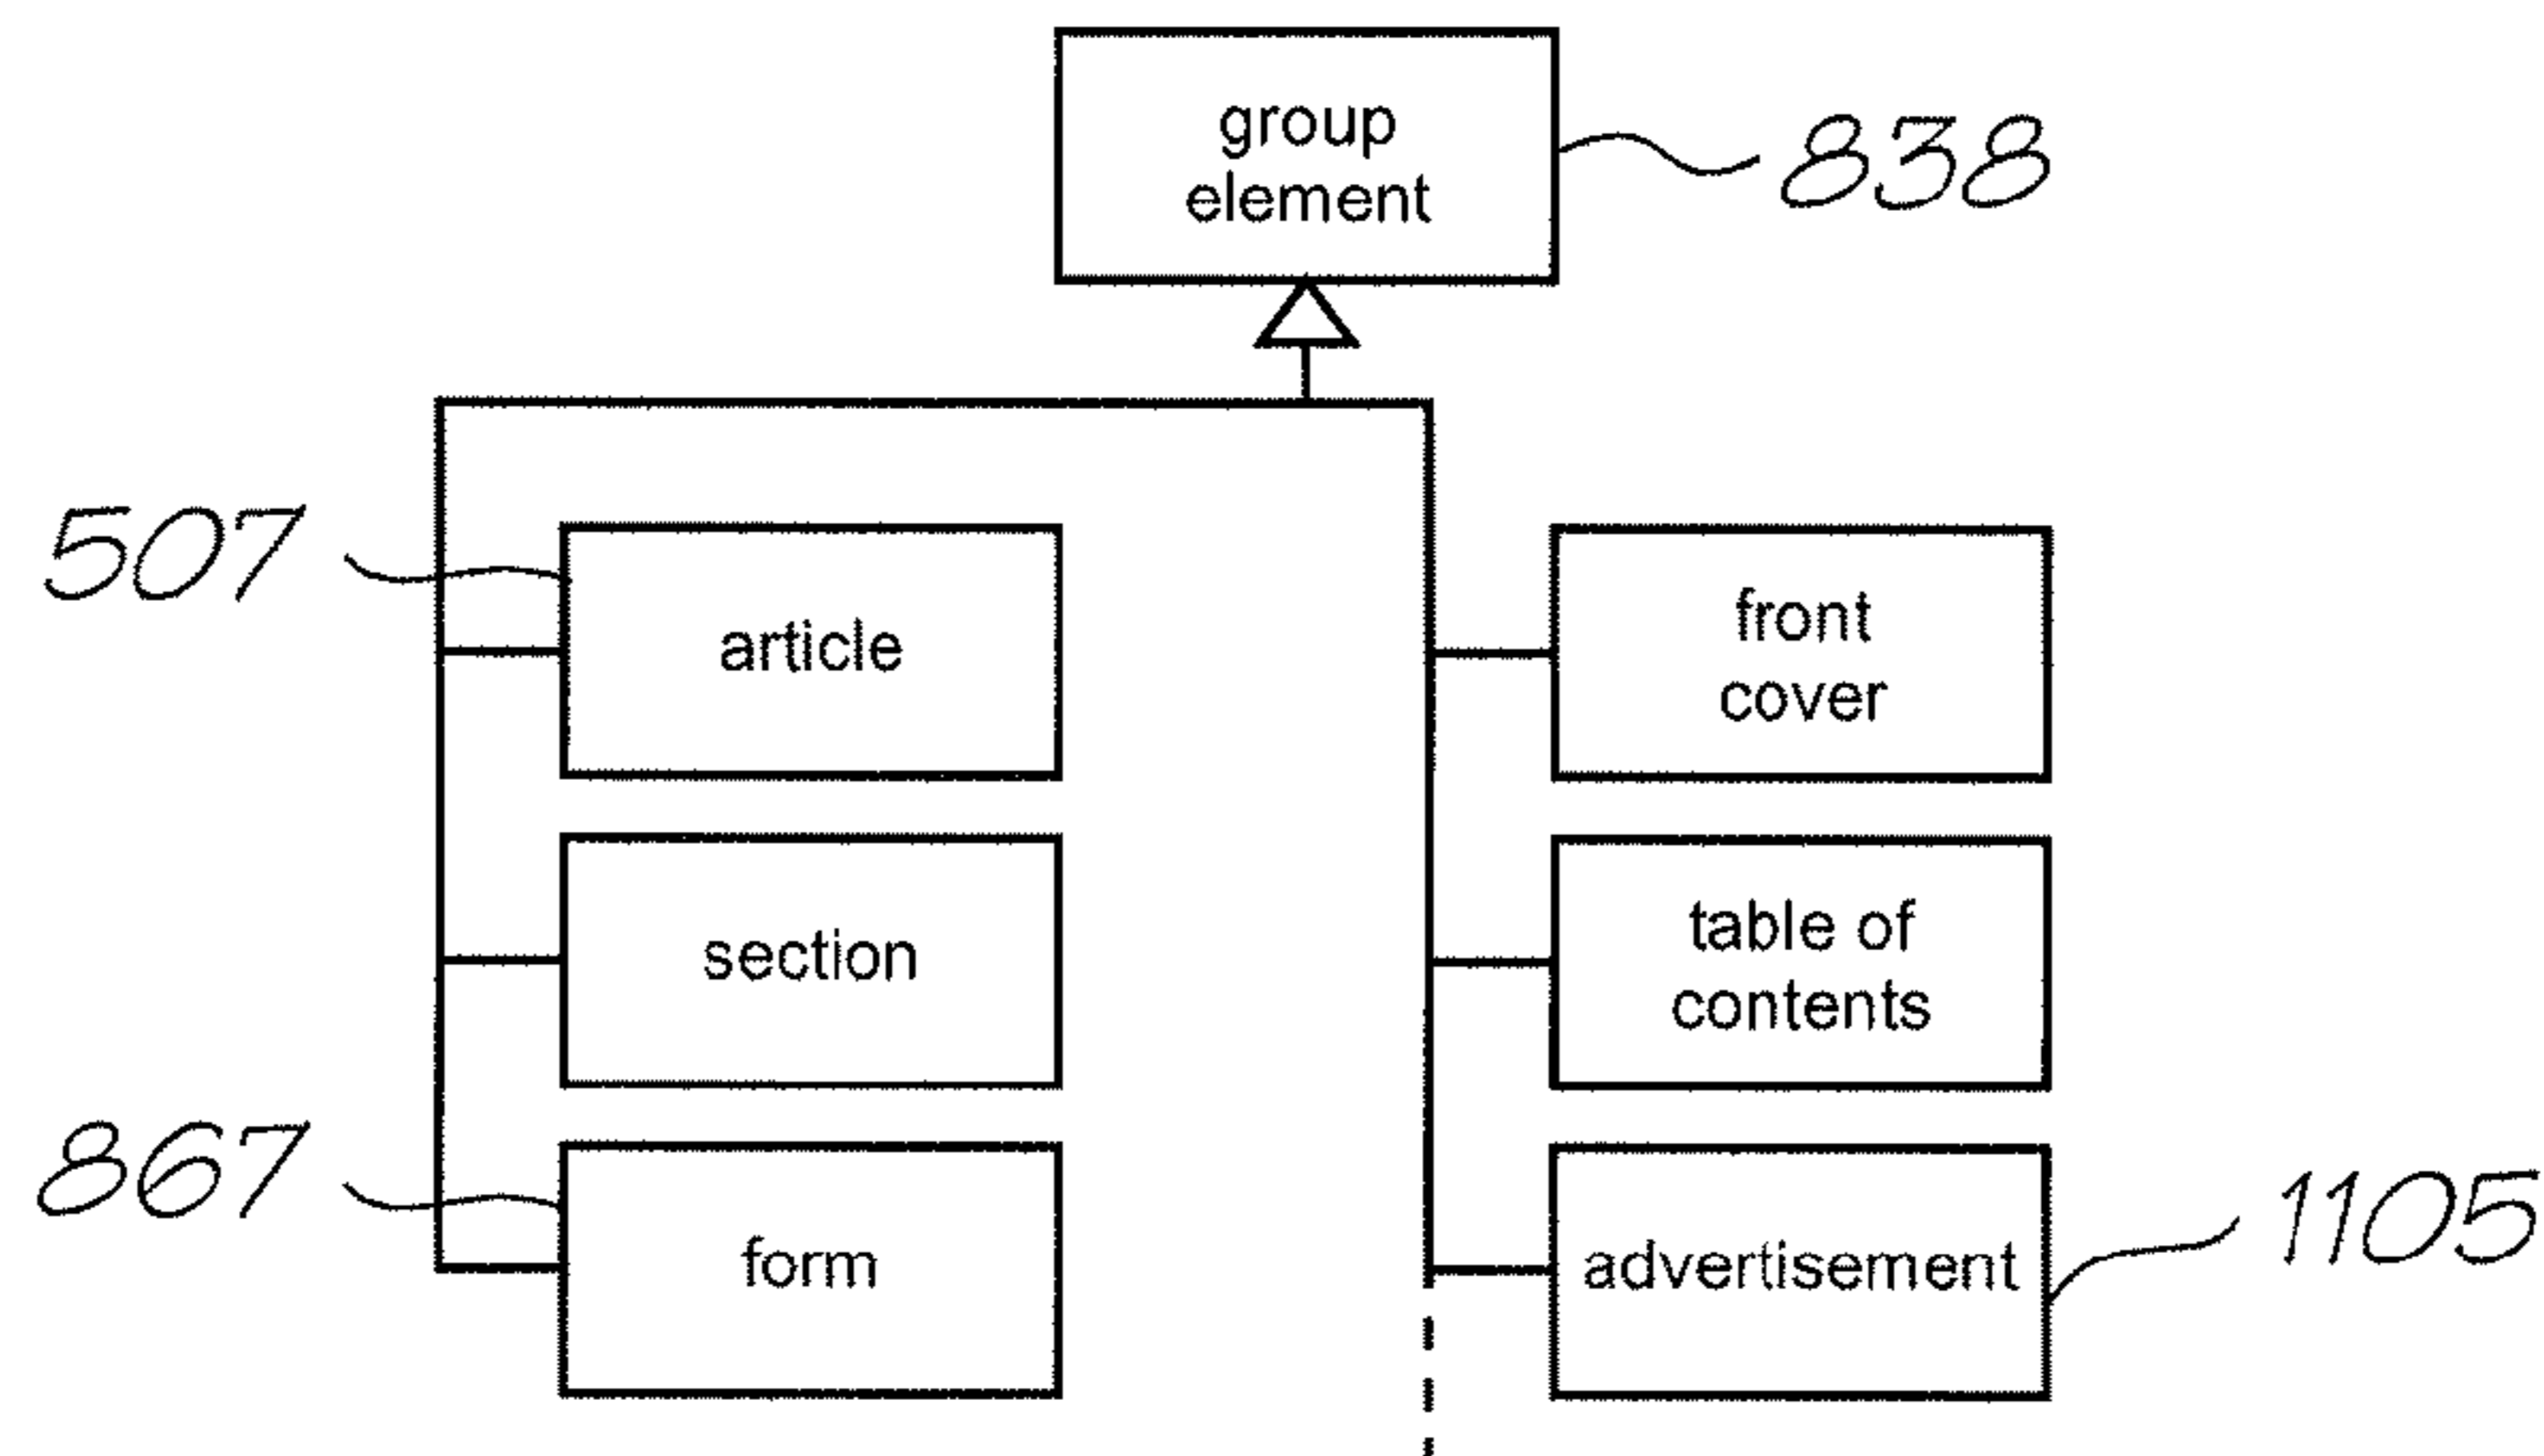 group
element
838
507
article
front
cover
section
table of
contents
867
form
advertisement
1105